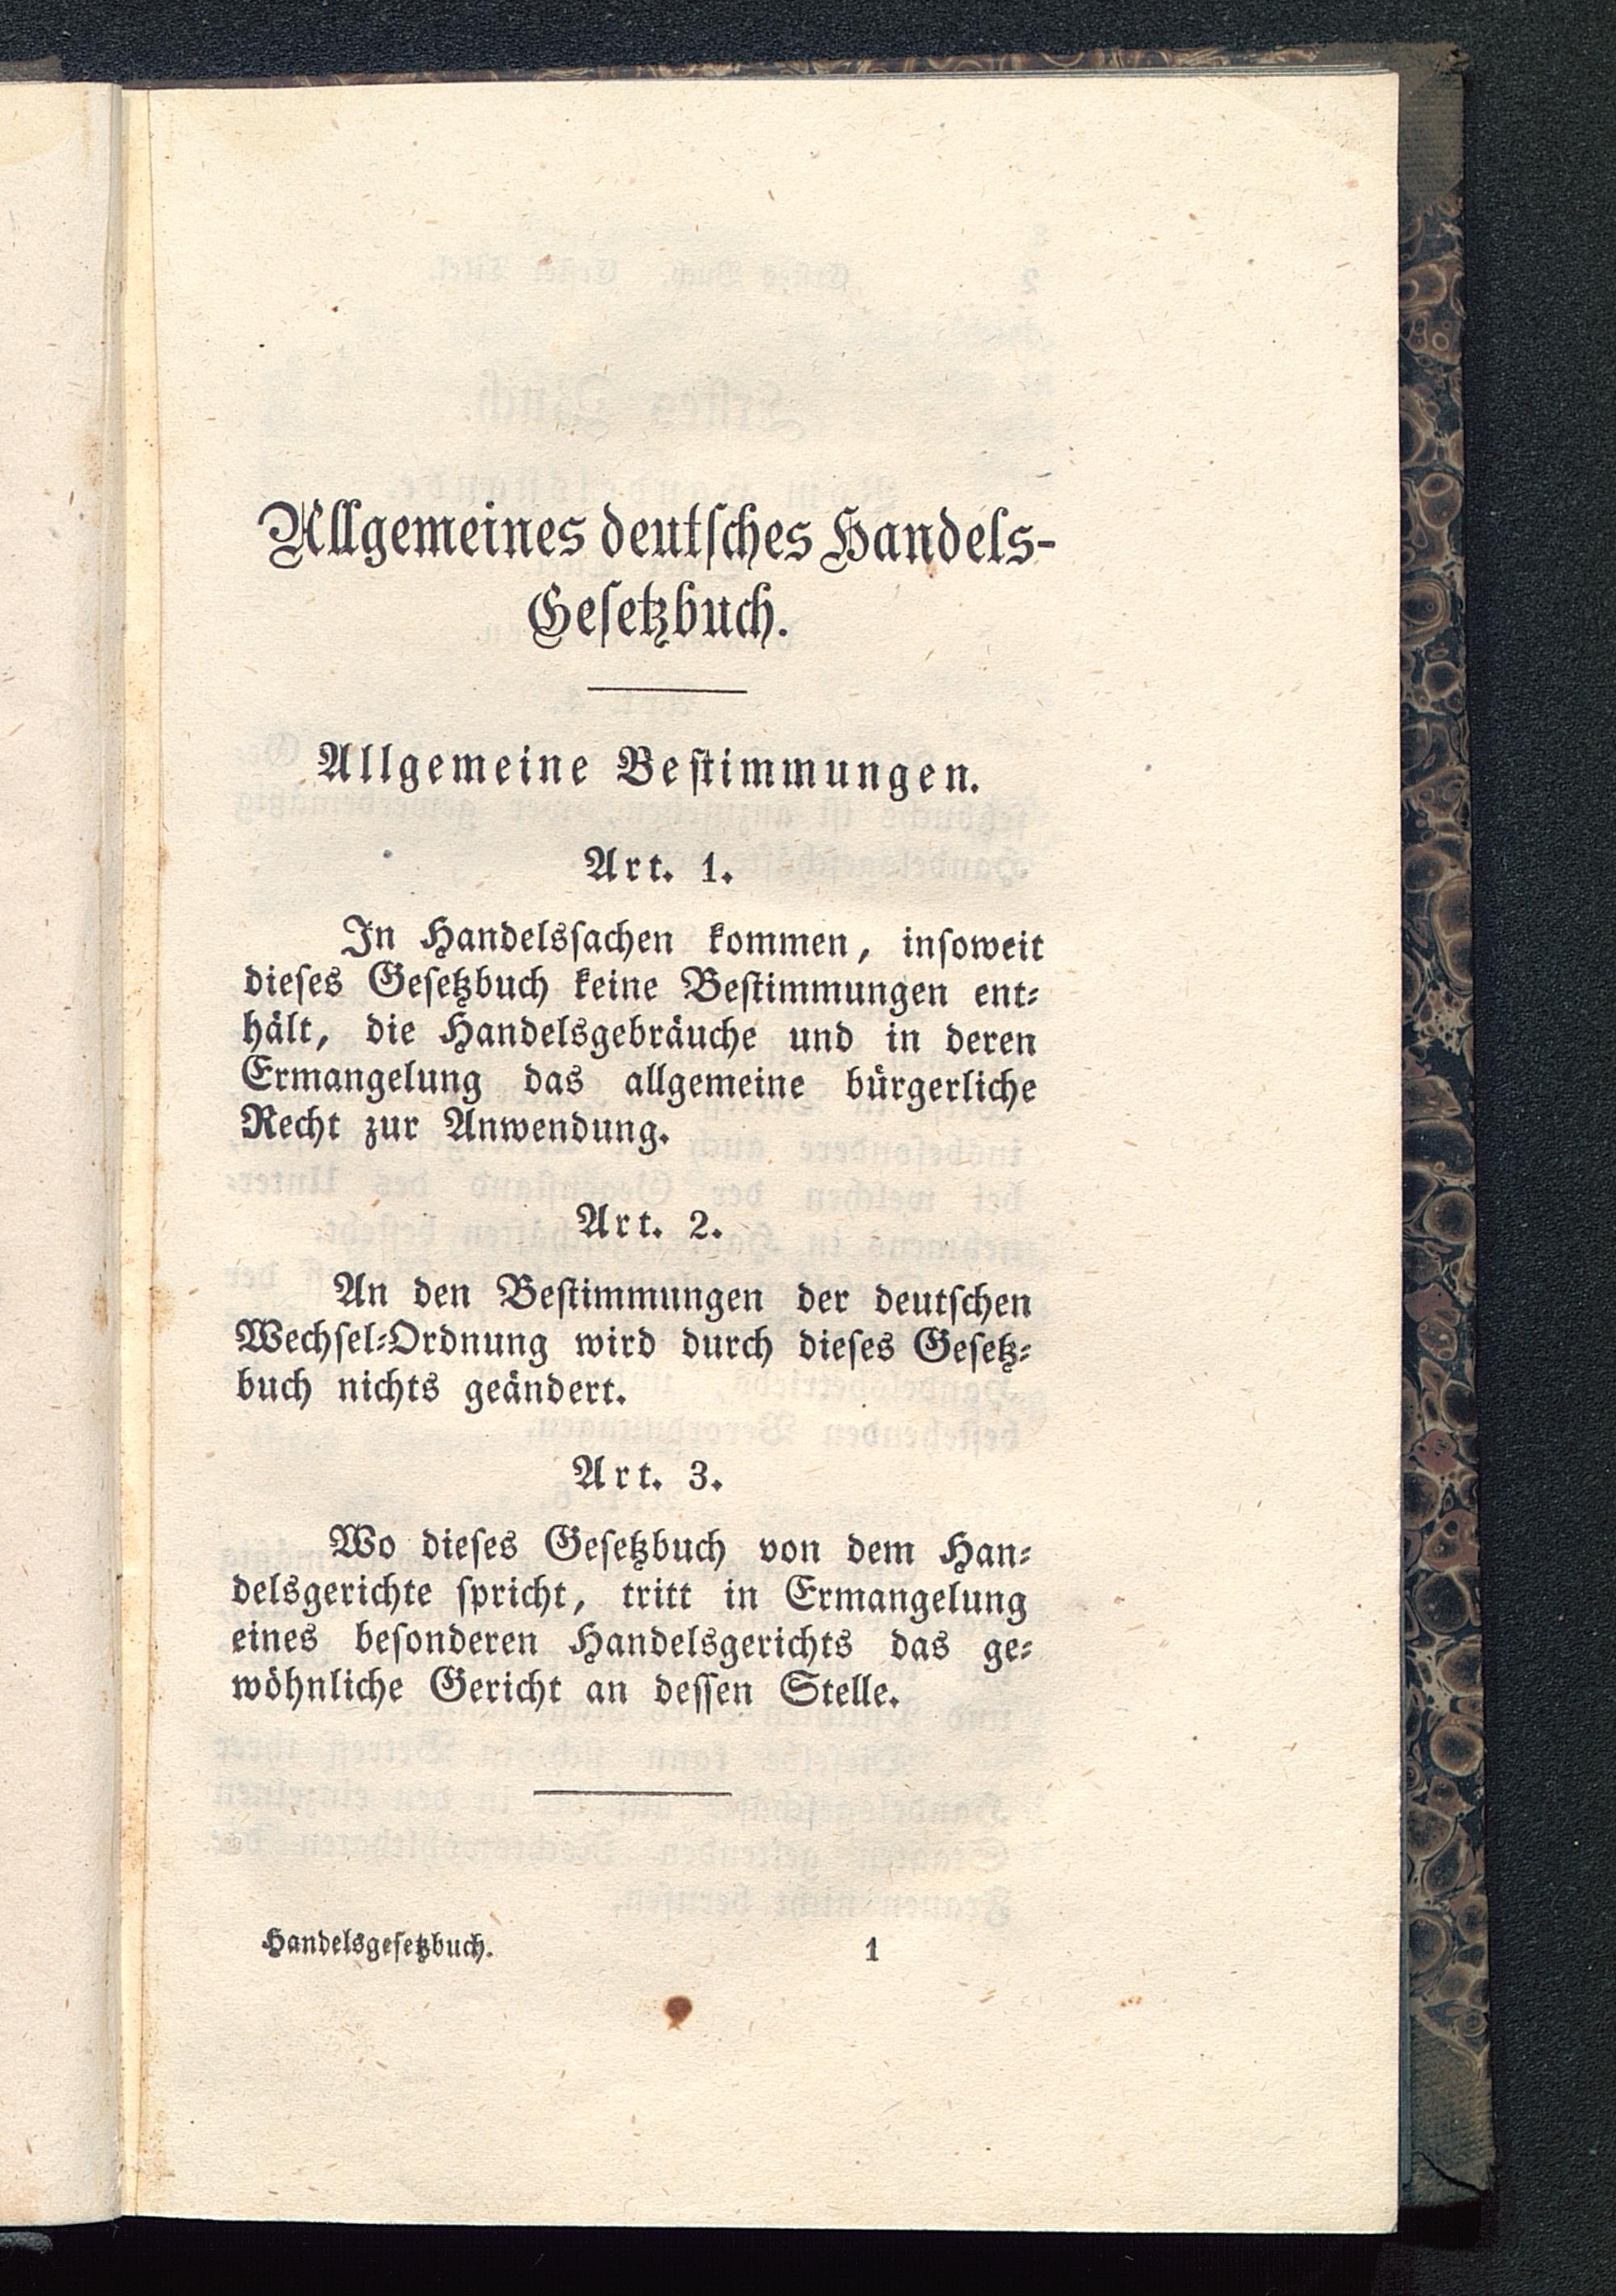 Allgemeines deutſches Handels-
Geſetzbuch.
Allgemeine Beſtimmungen.
Art. 1.
In Handelsſachen kommen, inſoweit
dieſes Geſetzbuch keine Beſtimmungen ent⸗
hält, die Handelsgebräuche und in deren
Ermangelung das allgemeine bürgerliche
Recht zur Anwendung.
Art. 2.
An den Beſtimmungen der deutſchen
Wechſel⸗Ordnung wird durch dieſes Geſetz⸗
buch nichts geändert.
Art. 3.
Wo dieſes Geſetzbuch von dem Han⸗
delsgerichte ſpricht, tritt in Ermangelung
eines beſonderen Handelsgerichts das ge⸗
wöhnliche Gericht an deſſen Stelle.
Handelsgeſetzbuch. 1